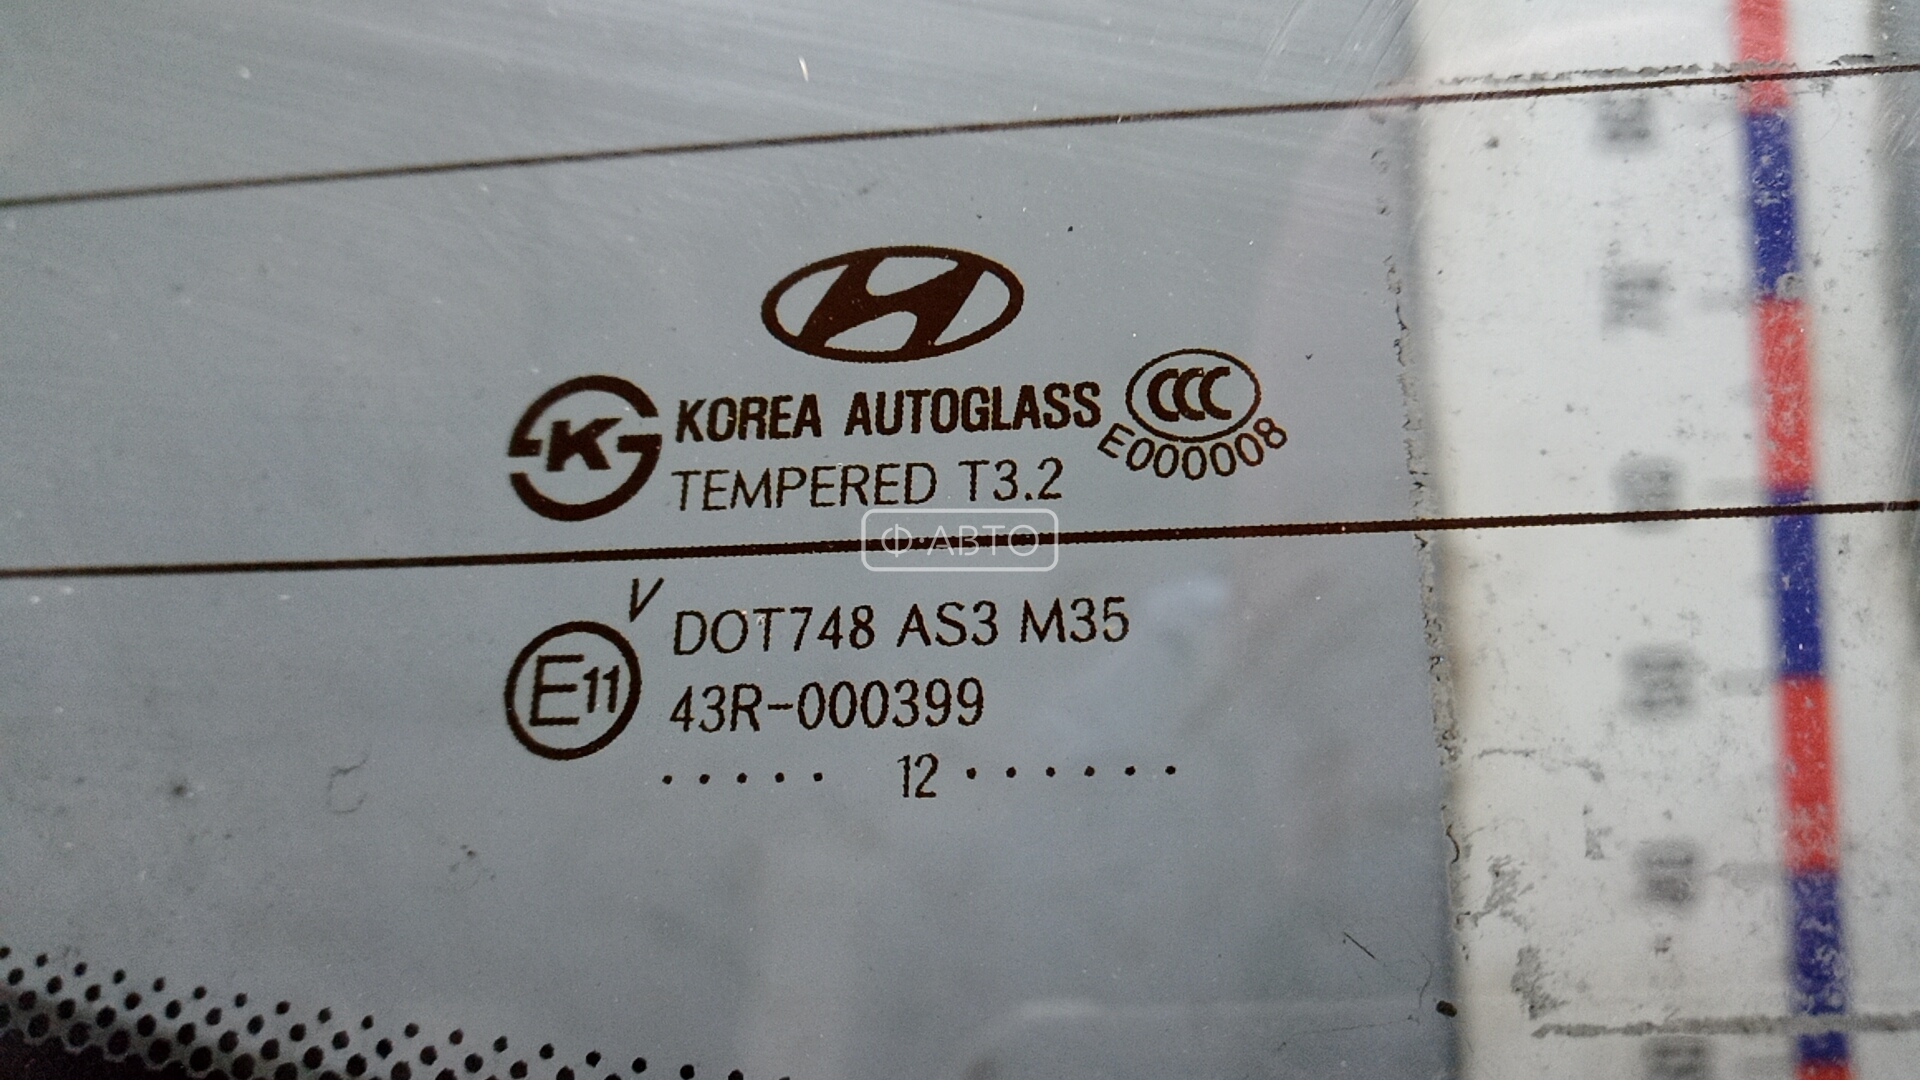 KOREA AUTOGLASS
CCC
E000008
K
TEMPERED T3.2
Ф·АВТО
V
DOT748 AS3 M35
E11
43R-000399
..... 12 ......